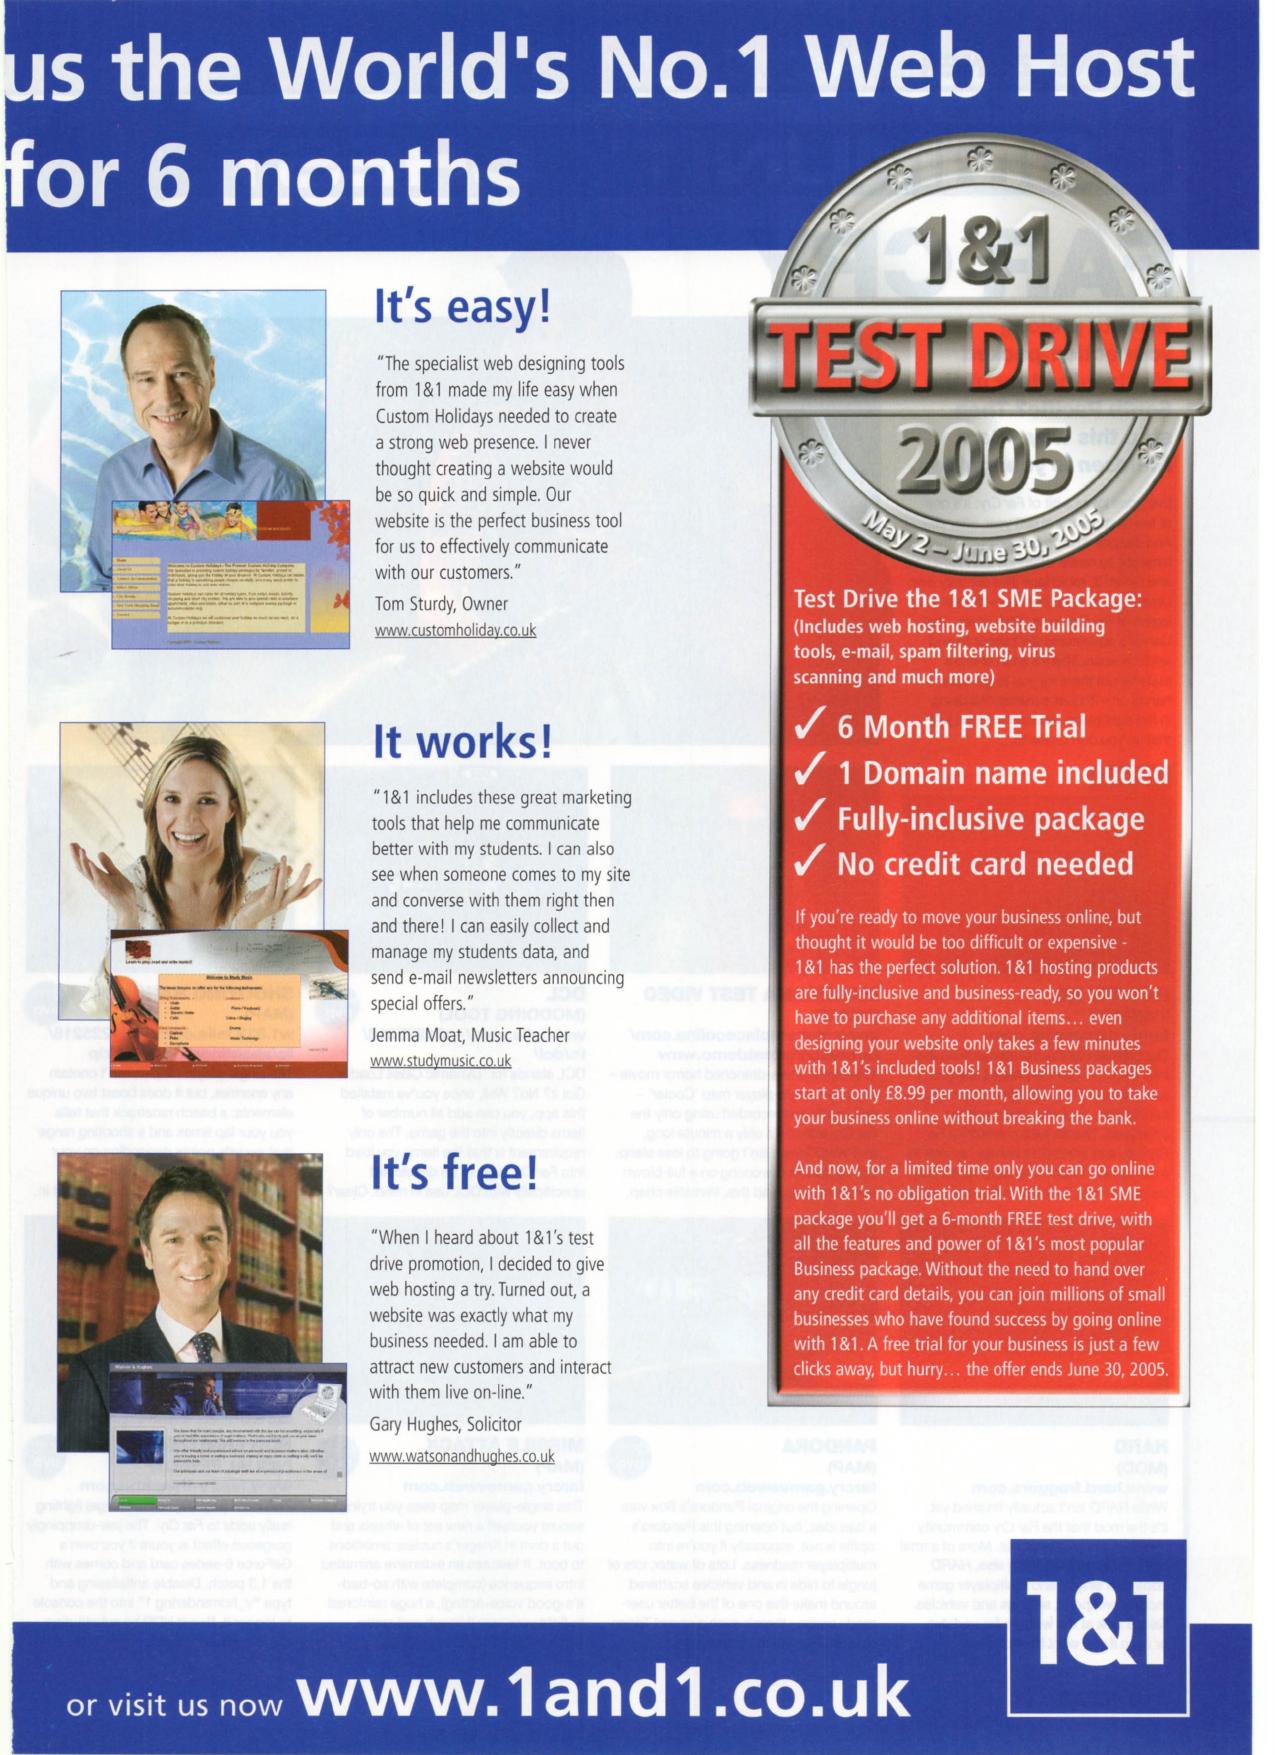 us the World's No.1 Web Host
for 6 months
It's easy!
"The specialist web designing tools
from 1&1 made my life easy when
Custom Holidays needed to create
a strong web presence. I never
thought creating a website would
be so quick and simple. Our
website is the perfect business tool
for us to effectively communicate
with our customers."
Tom Sturdy, Owner
www.customholiday.co.uk
It works!
"1&1 includes these great marketing
tools that help me communicate
better with my students. I can also
see when someone comes to my site
and converse with them right then
and there! I can easily collect and
manage my students data, and
send e-mail newsletters announcing
special offers."
Jemma Moat, Music Teacher
www.studymusic.co.uk
It's free!
"When I heard about 1&1's test
drive promotion, I decided to give
web hosting a try. Turned out, a
website was exactly what my
business needed. I am able to
attract new customers and interact
with them live on-line."
Gary Hughes, Solicitor
www.watsonandhughes.co.uk
1&1
TEST DRIVE
2005
May 2 – June 30, 2005
Test Drive the 1&1 SME Package:
(Includes web hosting, website building
tools, e-mail, spam filtering, virus
scanning and much more)
✓ 6 Month FREE Trial
✓ 1 Domain name included
✓ Fully-inclusive package
✓ No credit card needed
If you're ready to move your business online, but
thought it would be too difficult or expensive -
1&1 has the perfect solution. 1&1 hosting products
are fully-inclusive and business-ready, so you won't
have to purchase any additional items... even
designing your website only takes a few minutes
with 1&1's included tools! 1&1 Business packages
start at only £8.99 per month, allowing you to take
your business online without breaking the bank.
And now, for a limited time only you can go online
with 1&1's no obligation trial. With the 1&1 SME
package you'll get a 6-month FREE test drive, with
all the features and power of 1&1's most popular
Business package. Without the need to hand over
any credit card details, you can join millions of small
businesses who have found success by going online
with 1&1. A free trial for your business is just a few
clicks away, but hurry... the offer ends June 30, 2005.
or visit us now www.1and1.co.uk
1&1